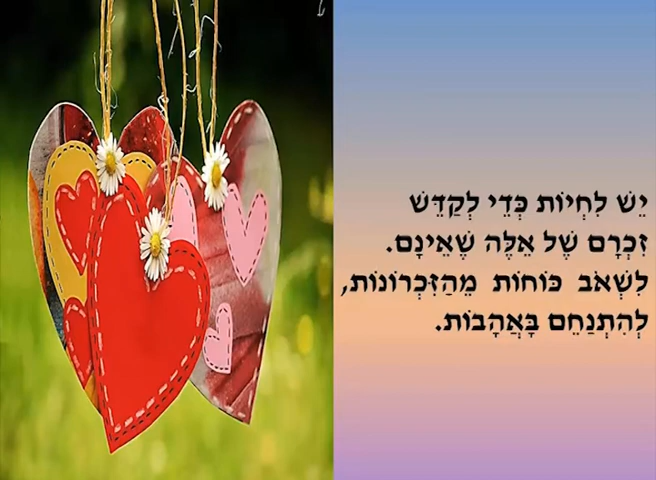 יֵשׁ לִחְיוֹת כְּדֵי לְקַדֵּשׁ
זִכְרָם שֶׁל אֵלֶּה שֶׁאֵינָם.
לִשְׁאֹב כּוֹחוֹת מֵהַזִּכְרוֹנוֹת,
לְהִתְנַחֵם בָּאֲהָבוֹת.